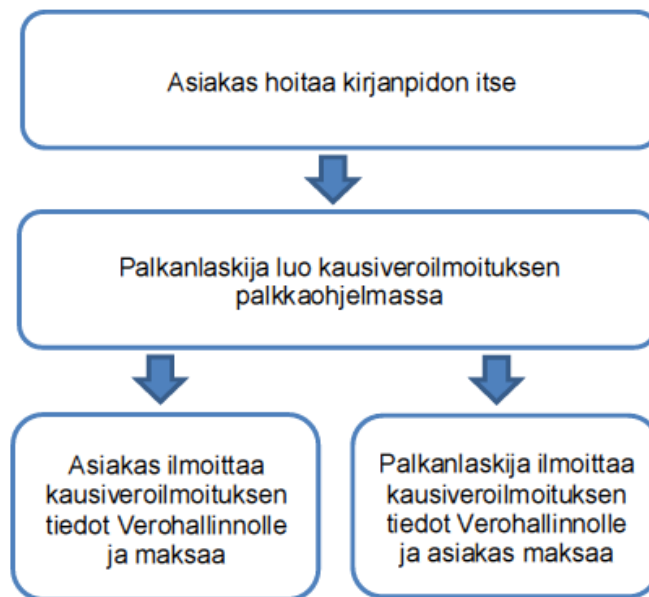 Asiakas hoitaa kirjanpidon itse
Palkanlaskija luo kausiveroilmoituksen
palkkaohjelmassa
Asiakas ilmoittaa
kausiveroilmoituksen
tiedot Verohallinnolle
ja maksaa
Palkanlaskija ilmoittaa
kausiveroilmoituksen
tiedot Verohallinnolle
ja asiakas maksaa